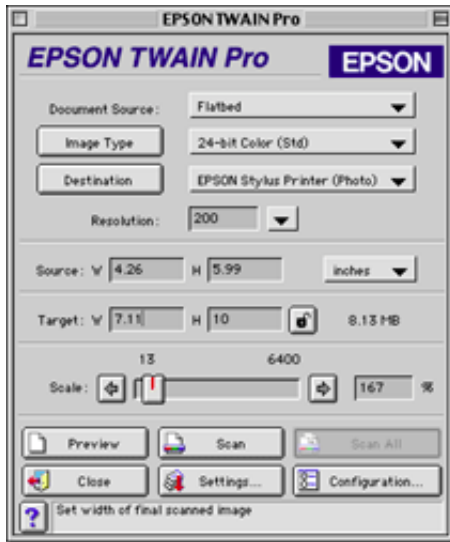 EPSON TWAIN Pro
EPSON TWAIN Pro EPSON
Document Source: Flatbed
Image Type 24-bit Color (Std)
Destination EPSON Stylus Printer (Photo)
Resolution: 200
Source: W 4.26 H 5.99 inches
Target: W 7.11 H 10 8.13 MB
13 6400
Scale: 167 %
Preview Scan Scan All
Close Settings... Configuration...
? Set width of final scanned image